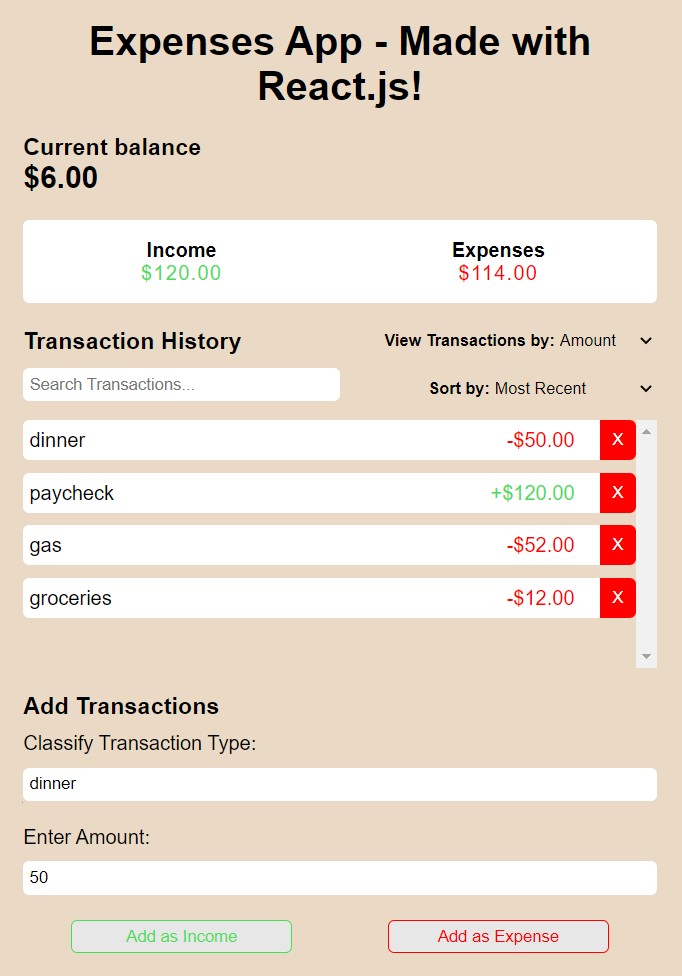 Expenses App - Made with
React.js!
Current balance
$6.00
Income
$120.00
Expenses
$114.00
Transaction History
View Transactions by: Amount
Search Transactions...
Sort by: Most Recent
dinner -$50.00 X
paycheck +$120.00 X
gas -$52.00 X
groceries -$12.00 X
Add Transactions
Classify Transaction Type:
dinner
Enter Amount:
50
Add as Income
Add as Expense